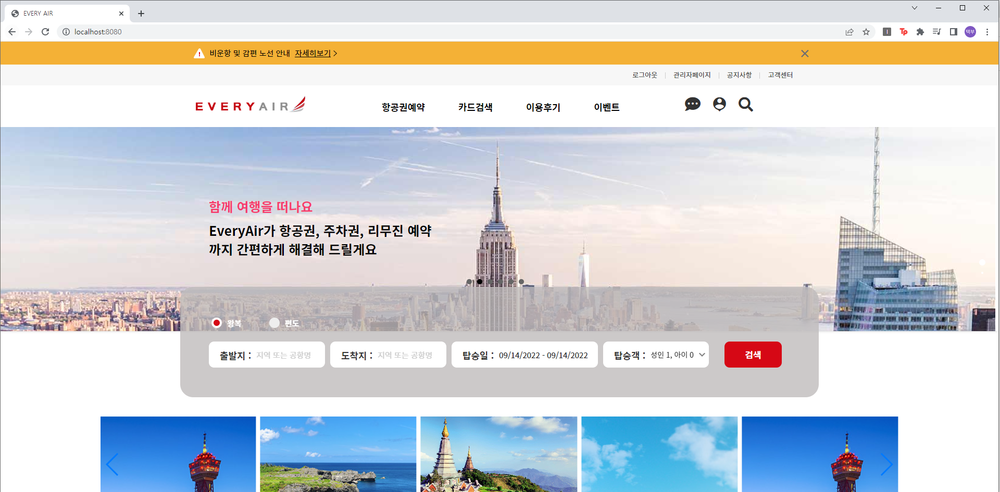 EVERY AIR
localhost:8080
Tp
택부
비운항 및 감편 노선 안내 자세히보기 >
로그아웃 | 관리자페이지 | 공지사항 | 고객센터
EVERYAIR
항공권예약 카드검색 이용후기 이벤트
함께 여행을 떠나요
EveryAir가 항공권, 주차권, 리무진 예약
까지 간편하게 해결해 드릴게요
왕복 편도
출발지 : 지역 또는 공항명 도착지 : 지역 또는 공항명 탑승일 : 09/14/2022 - 09/14/2022 탑승객 : 성인 1, 아이 0 검색